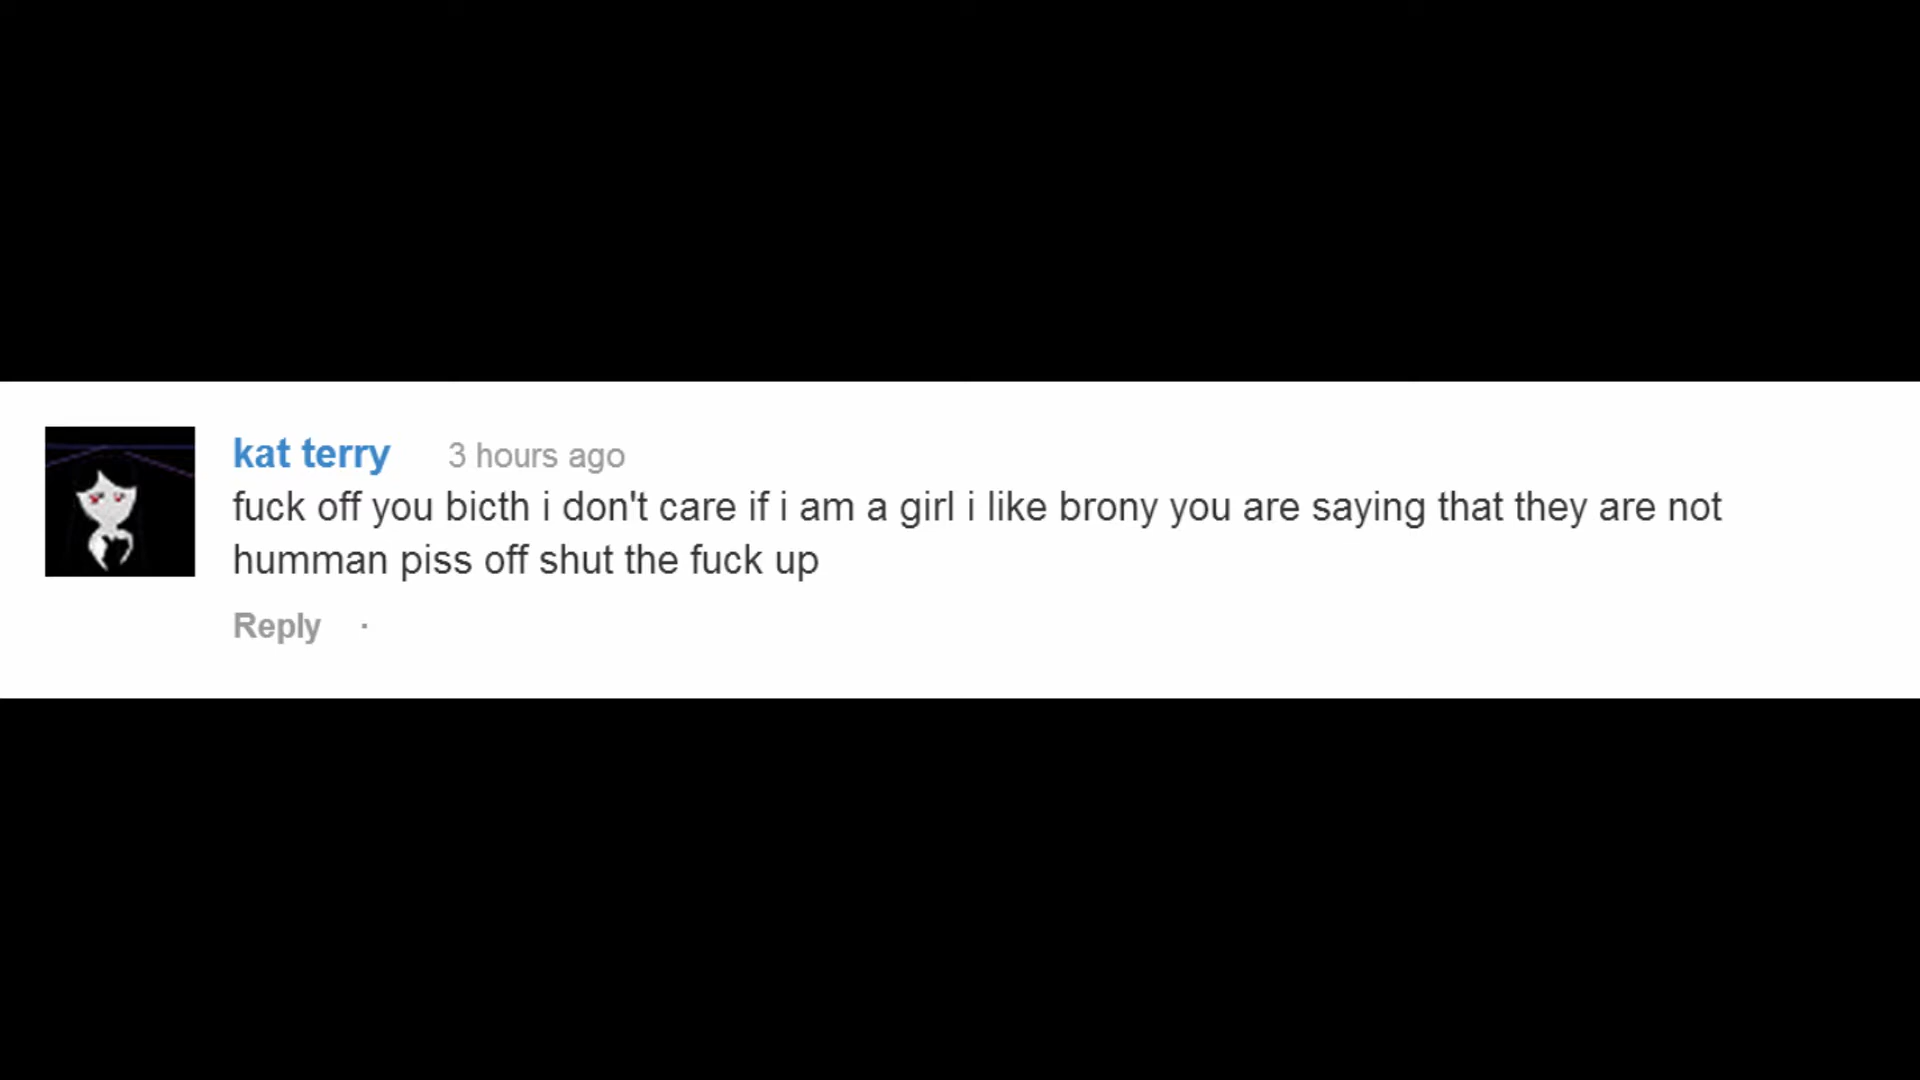 kat terry 3 hours ago
fuck off you bicth i don't care if i am a girl i like brony you are saying that they are not
humman piss off shut the fuck up
Reply ·